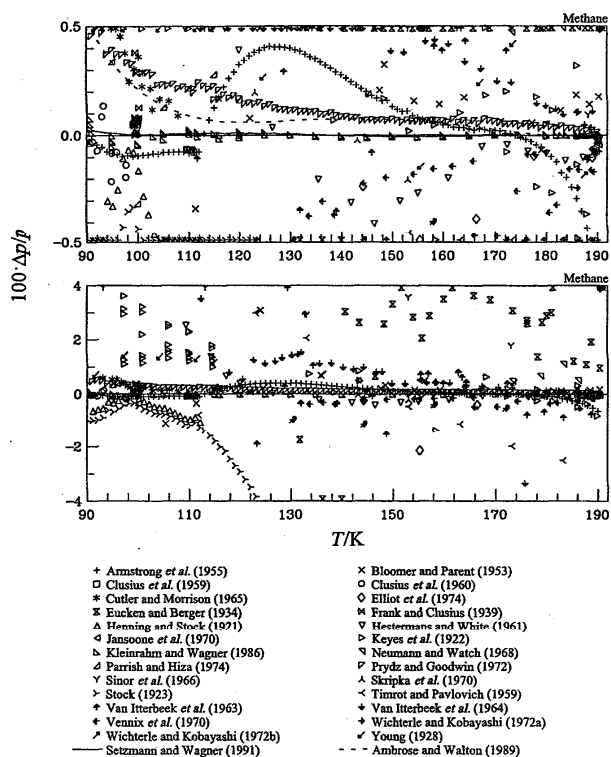 Methane
0.5
0.0
-0.5
90 100 110 120 130 140 150 160 170 180 190
100·Δp/p
Methane
4
2
0
-2
-4
90 100 110 120 130 140 150 160 170 180 190
T/K
Armstrong et al. (1955)
Clusius et al. (1959)
Cutler and Morrison (1965)
Eucken and Berger (1934)
Henning and Stock (1921)
Jansoone et al. (1970)
Kleinrahm and Wagner (1986)
Parrish and Hiza (1974)
Sinor et al. (1966)
Stock (1923)
Van Itterbeek et al. (1963)
Vennix et al. (1970)
Wichterle and Kobayashi (1972b)
Setzmann and Wagner (1991)
Bloomer and Parent (1953)
Clusius et al. (1960)
Elliot et al. (1974)
Frank and Clusius (1939)
Hestermans and White (1961)
Keyes et al. (1922)
Neumann and Watch (1968)
Prydz and Goodwin (1972)
Skripka et al. (1970)
Timrot and Pavlovich (1959)
Van Itterbeek et al. (1964)
Wichterle and Kobayashi (1972a)
Young (1928)
Ambrose and Walton (1989)